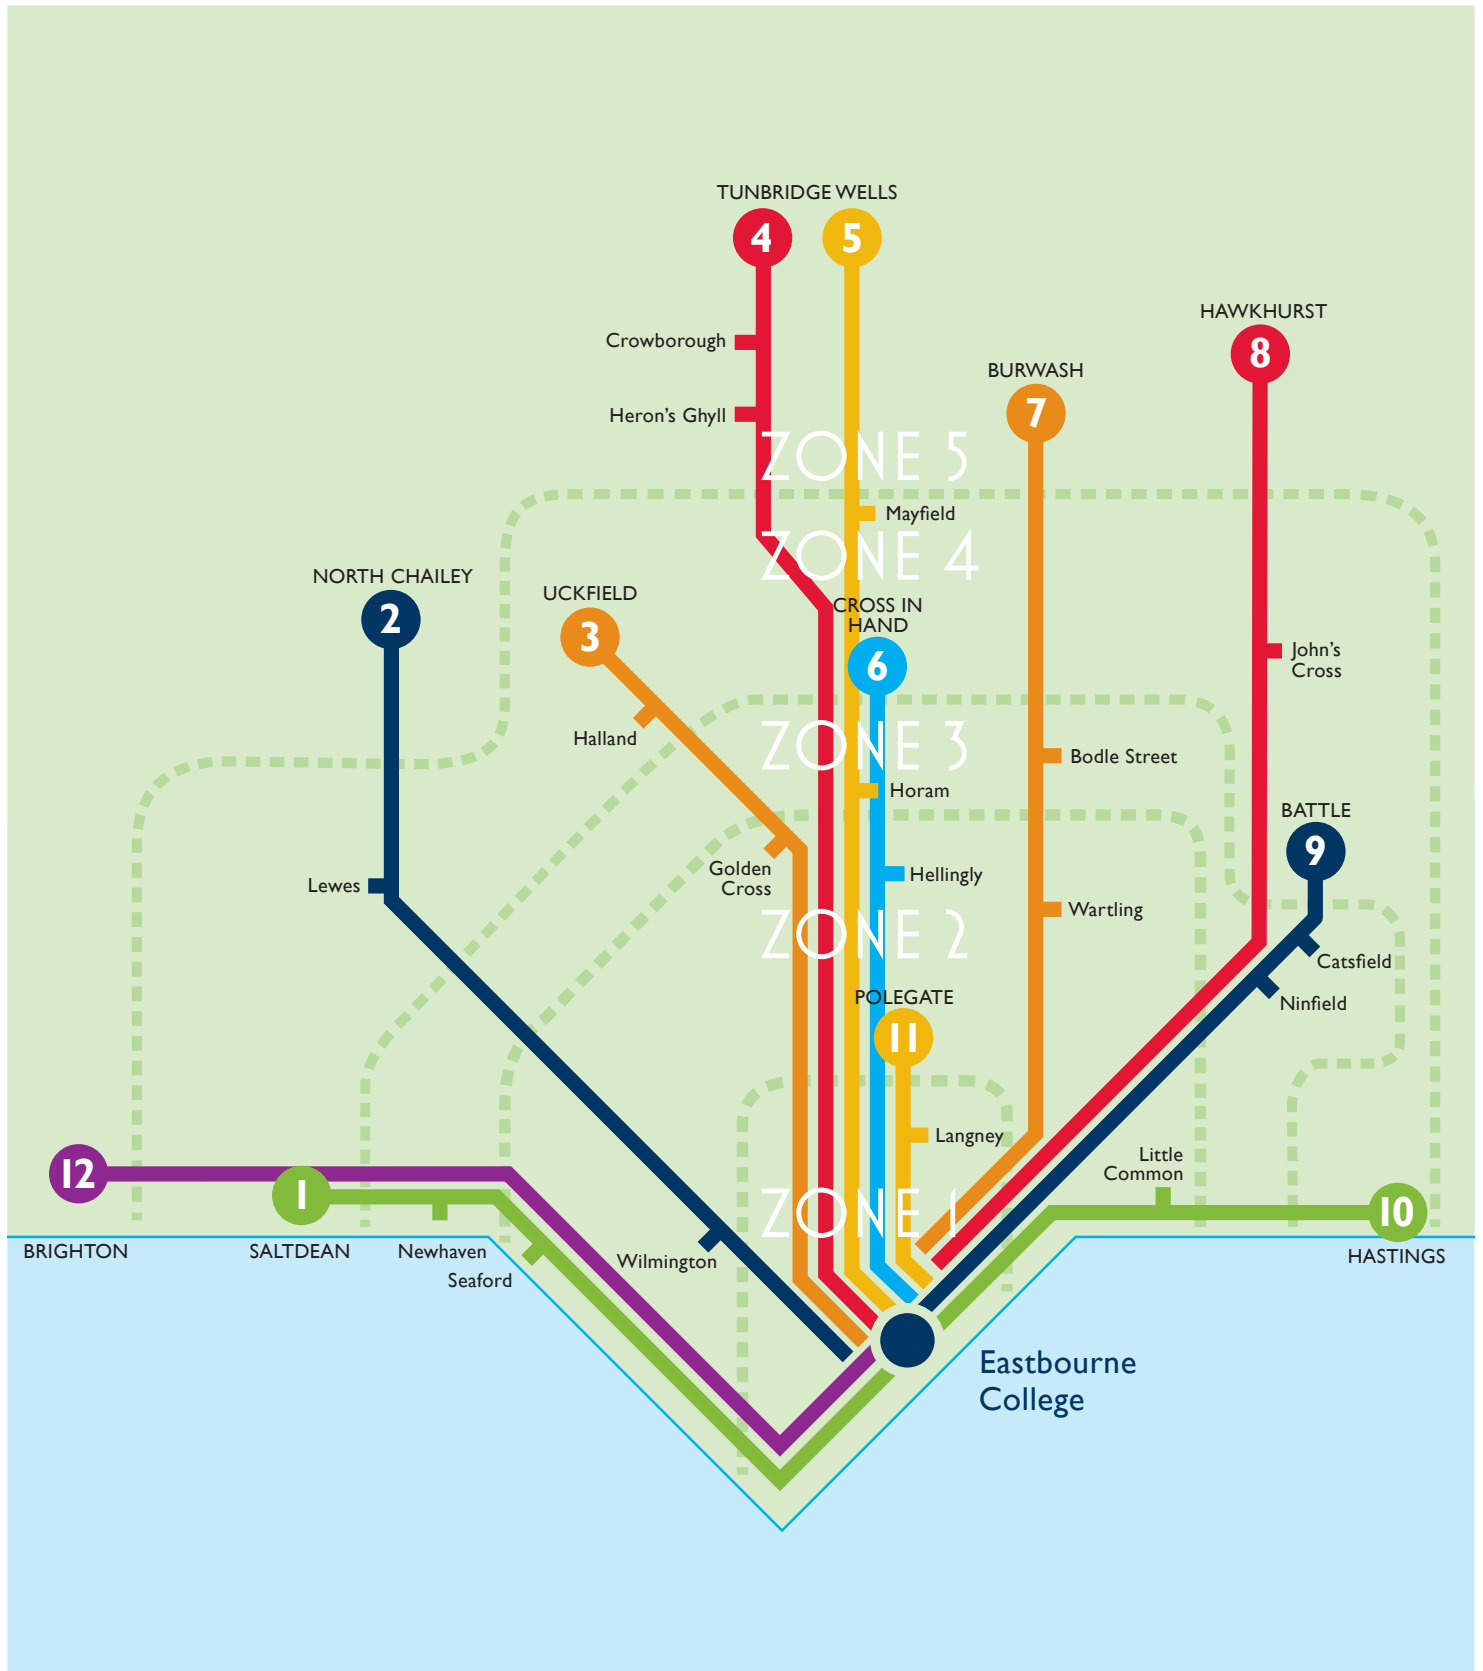 TUNBRIDGE WELLS
4
5
HAWKHURST
8
Crowborough
BURWASH
7
Heron's Ghyll
ZONE 5
Mayfield
ZONE 4
NORTH CHAILEY
2
UCKFIELD
3
CROSS IN
HAND
6
John's
Cross
Halland
ZONE 3
Bodle Street
Horam
BATTLE
9
Golden
Cross
Hellingly
Lewes
Wartling
ZONE 2
Catsfield
POLEGATE
Ninfield
11
Langney
Little
Common
12
1
ZONE 1
10
BRIGHTON
SALTDEAN
Newhaven
HASTINGS
Wilmington
Seaford
Eastbourne
College